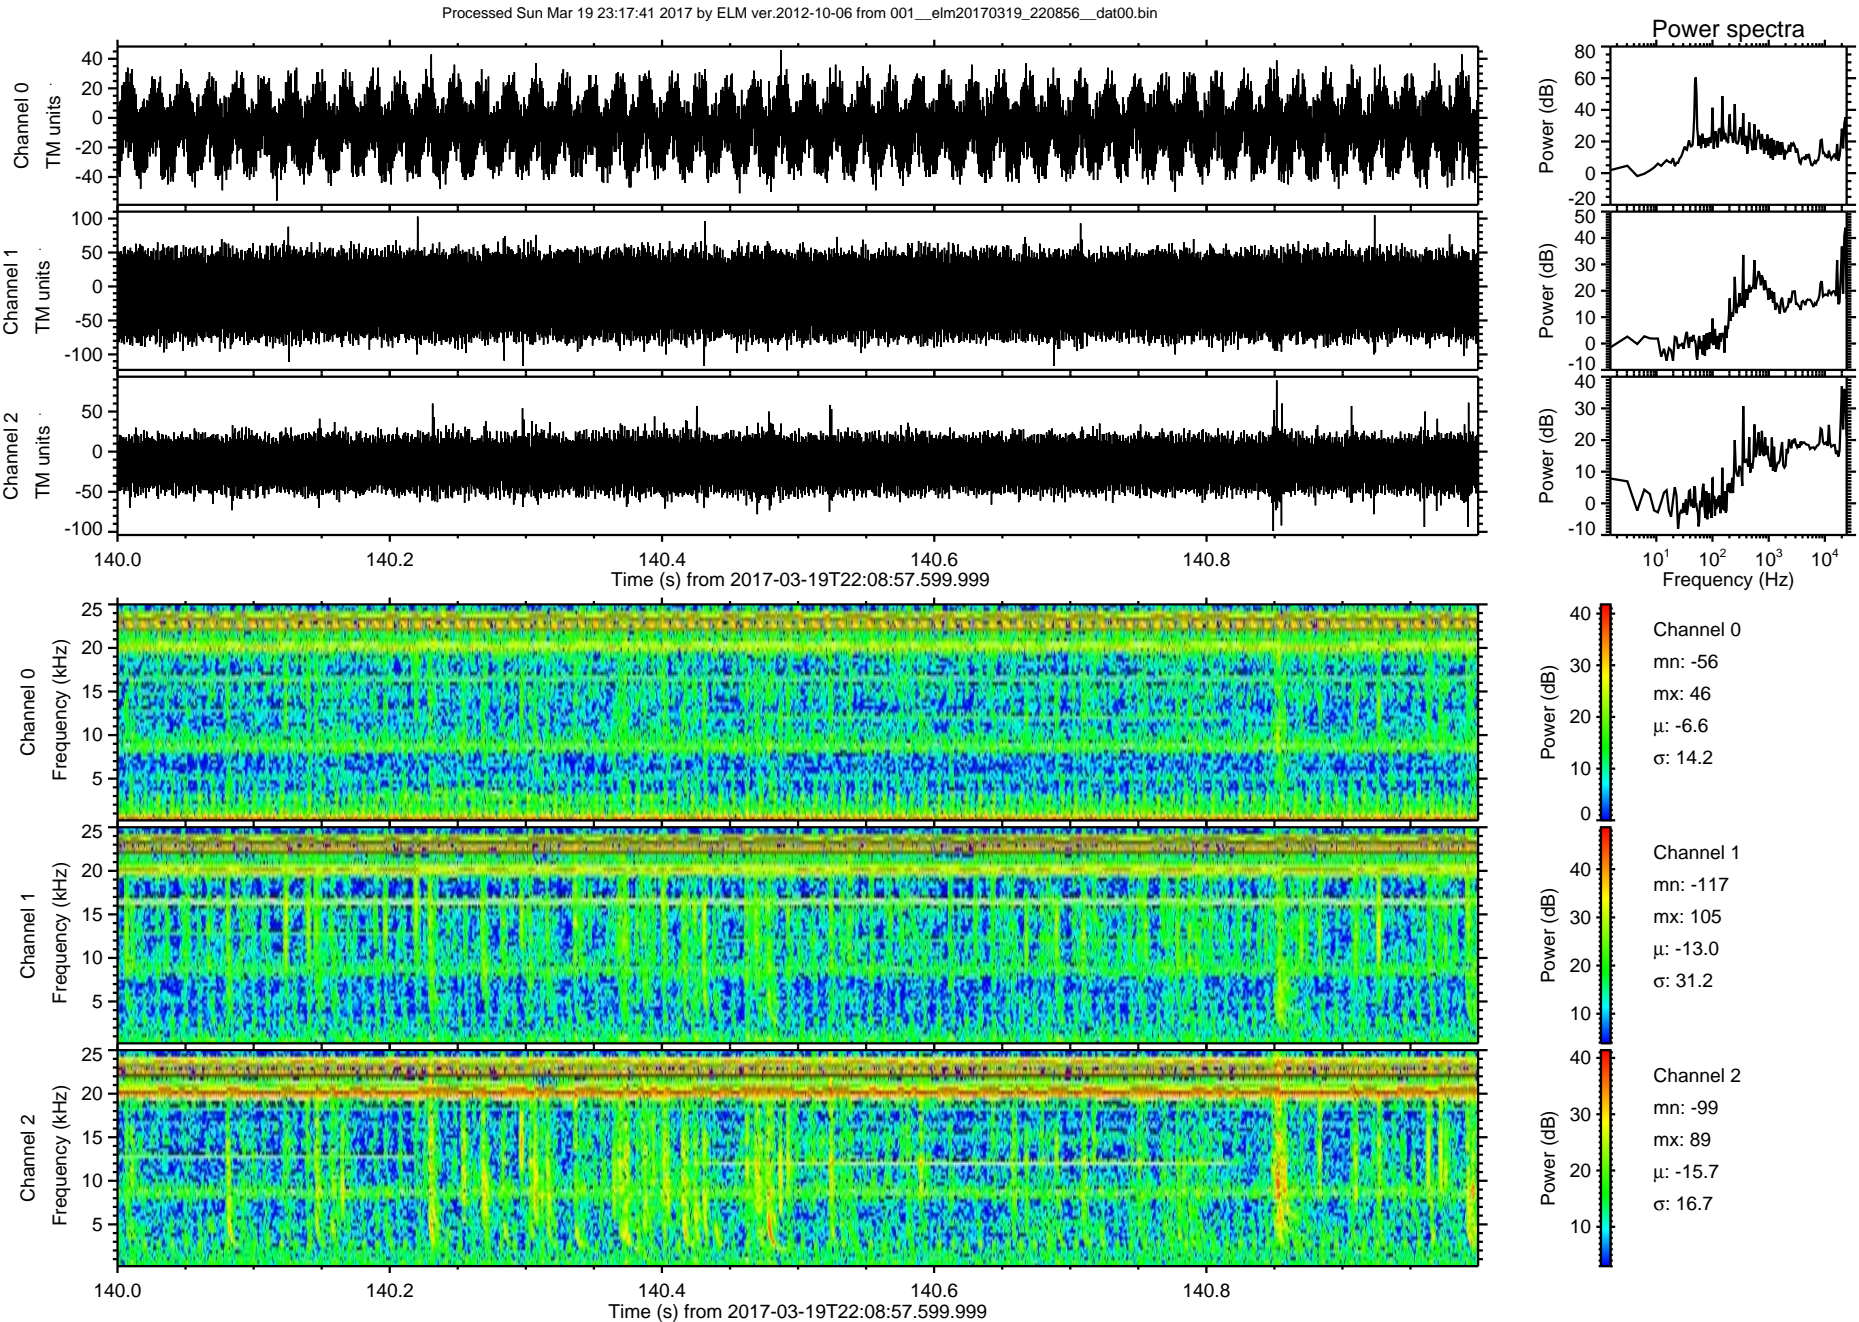 Processed Sun Mar 19 23:17:41 2017 by ELM ver.2012-10-06 from 001__elm20170319_220856__dat00.bin
Power spectra
Channel 0
TM units
40
20
0
-20
-40
Power (dB)
80
60
40
20
0
-20
Channel 1
TM units
100
50
0
-50
-100
Power (dB)
50
40
30
20
10
0
-10
Channel 2
TM units
50
0
-50
-100
Power (dB)
40
30
20
10
0
-10
140.0 140.2 140.4 140.6 140.8
Time (s) from 2017-03-19T22:08:57.599.999
10¹ 10² 10³ 10⁴
Frequency (Hz)
Channel 0
Frequency (kHz)
25
20
15
10
5
Power (dB)
40
30
20
10
0
Channel 0
mn: -56
mx: 46
μ: -6.6
σ: 14.2
Channel 1
Frequency (kHz)
25
20
15
10
5
Power (dB)
40
30
20
10
Channel 1
mn: -117
mx: 105
μ: -13.0
σ: 31.2
Channel 2
Frequency (kHz)
25
20
15
10
5
Power (dB)
40
30
20
10
Channel 2
mn: -99
mx: 89
μ: -15.7
σ: 16.7
140.0 140.2 140.4 140.6 140.8
Time (s) from 2017-03-19T22:08:57.599.999